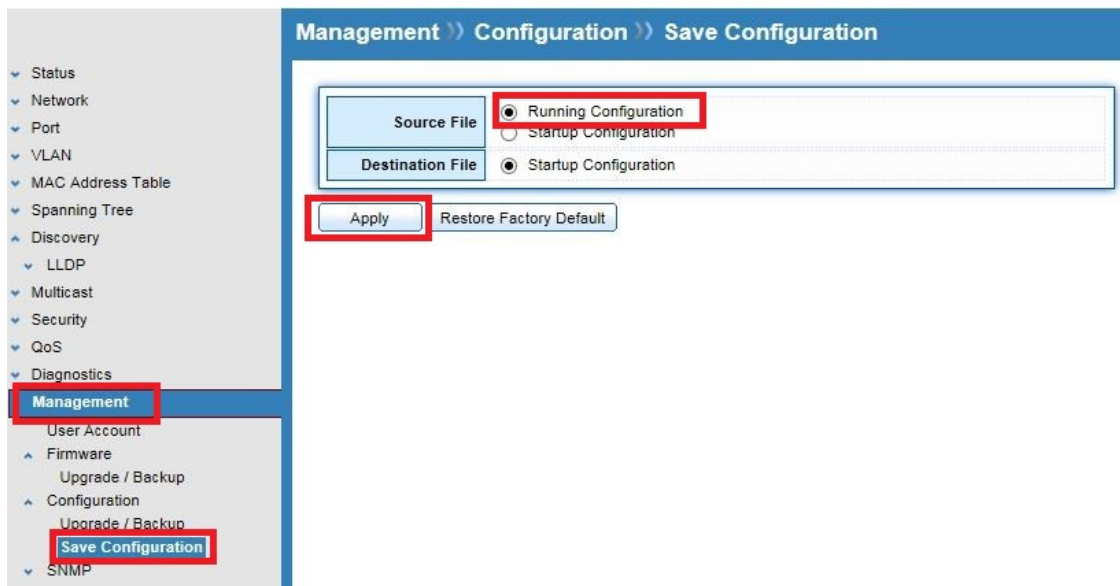 Management » Configuration » Save Configuration
Status
Network
Port
VLAN
MAC Address Table
Spanning Tree
Discovery
LLDP
Multicast
Security
QoS
Diagnostics
Management
User Account
Firmware
Upgrade / Backup
Configuration
Upgrade / Backup
Save Configuration
SNMP
Source File
Running Configuration
Startup Configuration
Destination File
Startup Configuration
Apply
Restore Factory Default